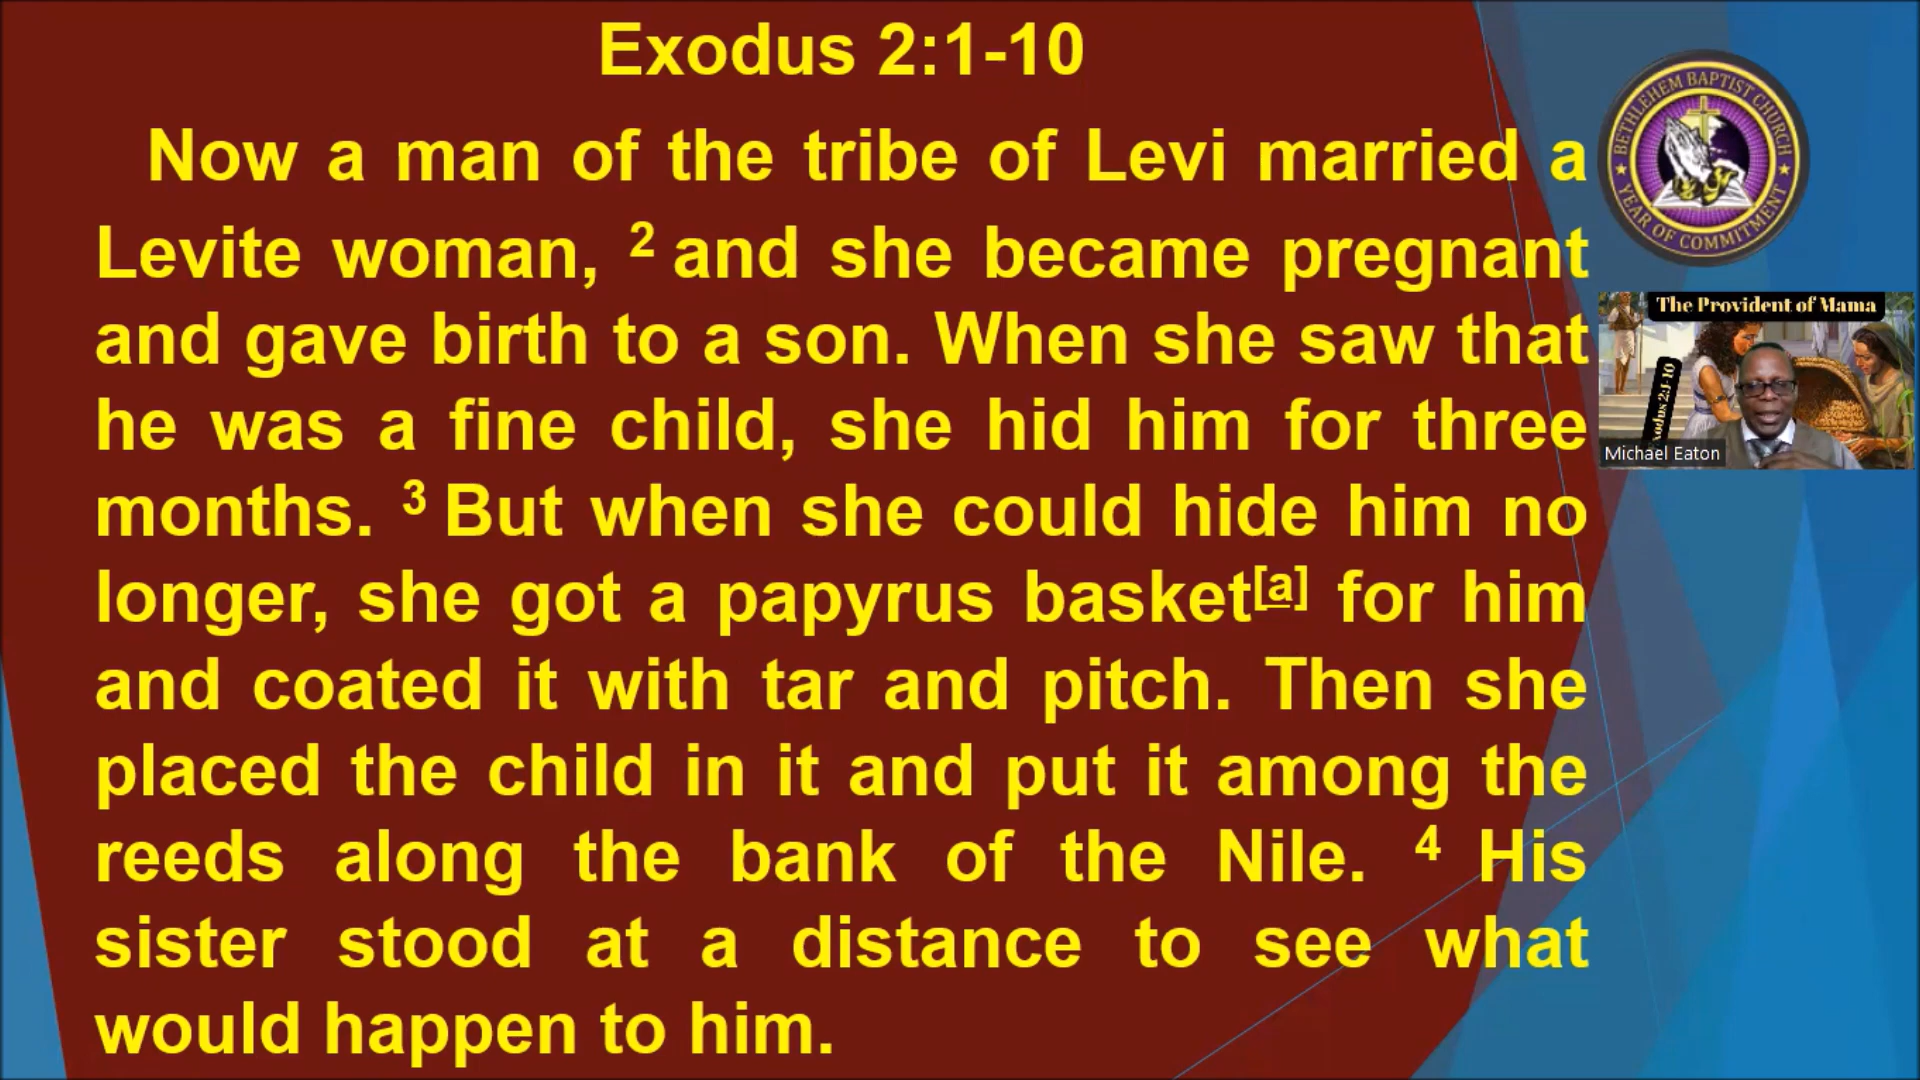 Exodus 2:1-10
Now a man of the tribe of Levi married a
Levite woman, 2 and she became pregnant
and gave birth to a son. When she saw that
he was a fine child, she hid him for three
months. 3 But when she could hide him no
longer, she got a papyrus basket[a] for him
and coated it with tar and pitch. Then she
placed the child in it and put it among the
reeds along the bank of the Nile. 4 His
sister stood at a distance to see what
would happen to him.
BETHLEHEM BAPTIST CHURCH
YEAR OF COMMITMENT
The Provident of Mama
xodus 2:1-10
Michael Eaton